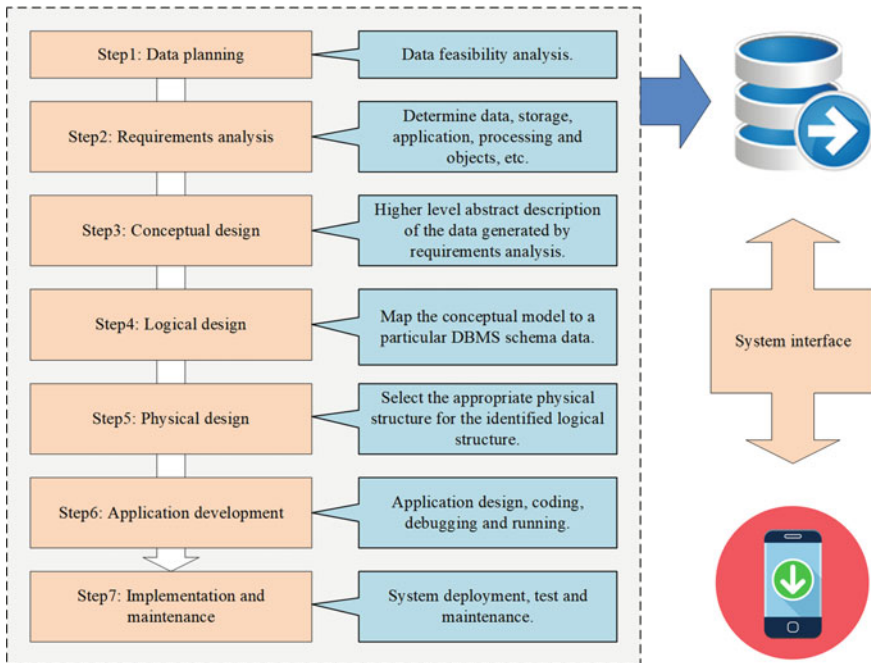 Step1: Data planning
Data feasibility analysis.
Step2: Requirements analysis
Determine data, storage,
application, processing and
objects, etc.
Step3: Conceptual design
Higher level abstract description
of the data generated by
requirements analysis.
Step4: Logical design
Map the conceptual model to a
particular DBMS schema data.
Step5: Physical design
Select the appropriate physical
structure for the identified logical
structure.
Step6: Application development
Application design, coding,
debugging and running.
Step7: Implementation and
maintenance
System deployment, test and
maintenance.
System interface